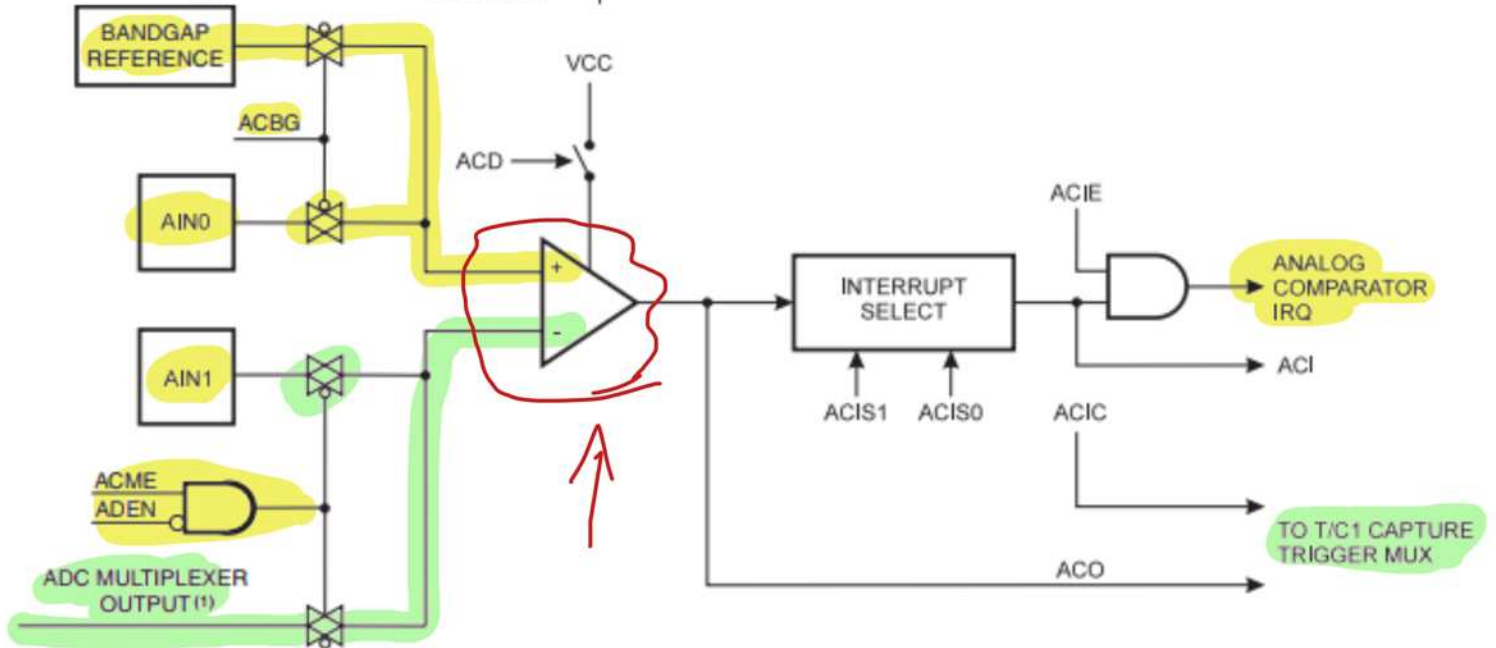 BANDGAP
REFERENCE
VCC
ACBG
ACD
ACIE
AIN0
+
INTERRUPT
SELECT
ANALOG
COMPARATOR
IRQ
-
AIN1
ACI
ACIS1 ACIS0
ACIC
ACME
ADEN
TO T/C1 CAPTURE
TRIGGER MUX
ADC MULTIPLEXER
OUTPUT(1)
ACO